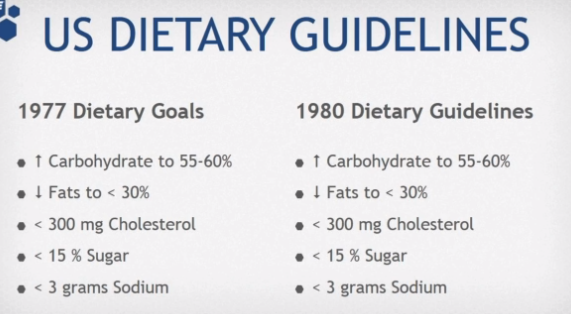 US DIETARY GUIDELINES
1977 Dietary Goals
• ↑ Carbohydrate to 55-60%
• ↓ Fats to < 30%
• < 300 mg Cholesterol
• < 15 % Sugar
• < 3 grams Sodium
1980 Dietary Guidelines
• ↑ Carbohydrate to 55-60%
• ↓ Fats to < 30%
• < 300 mg Cholesterol
• < 15 % Sugar
• < 3 grams Sodium